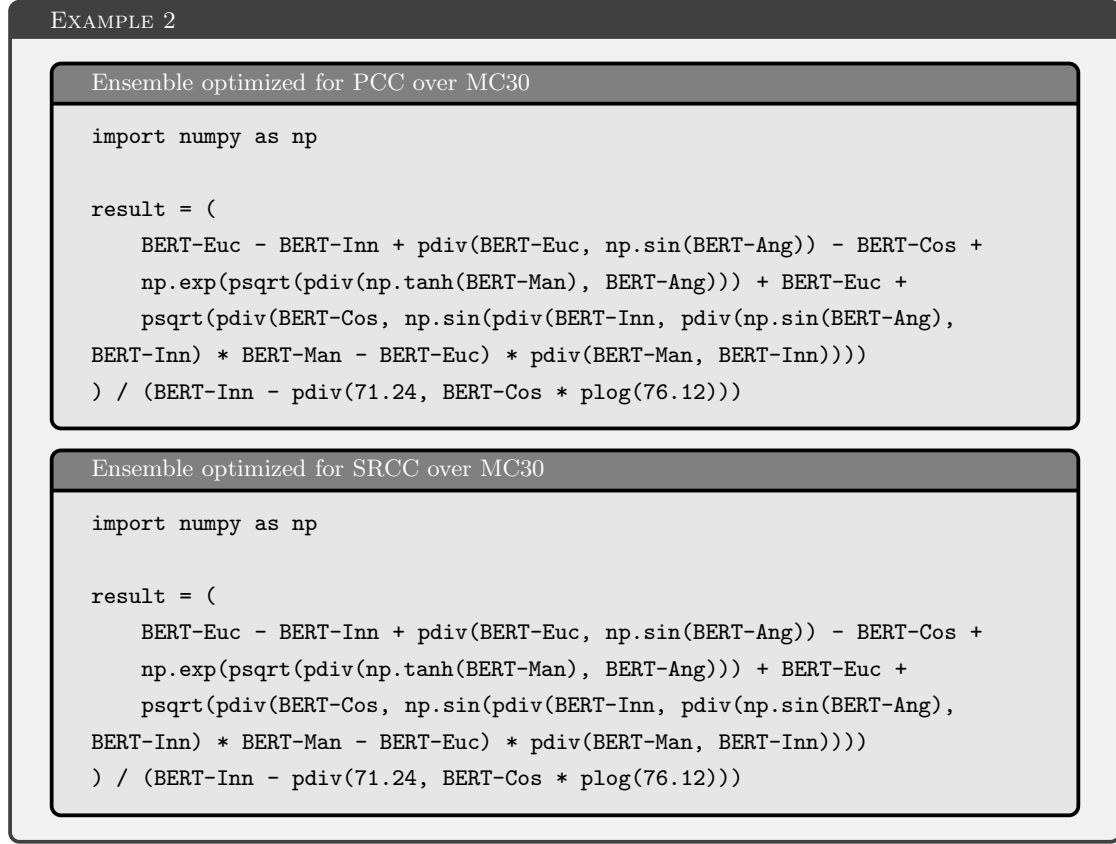 EXAMPLE 2
Ensemble optimized for PCC over MC30
import numpy as np
result = (
    BERT-Euc - BERT-Inn + pdiv(BERT-Euc, np.sin(BERT-Ang)) - BERT-Cos +
    np.exp(psqrt(pdiv(np.tanh(BERT-Man), BERT-Ang))) + BERT-Euc +
    psqrt(pdiv(BERT-Cos, np.sin(pdiv(BERT-Inn, pdiv(np.sin(BERT-Ang),
BERT-Inn) * BERT-Man - BERT-Euc) * pdiv(BERT-Man, BERT-Inn))))
) / (BERT-Inn - pdiv(71.24, BERT-Cos * plog(76.12)))
Ensemble optimized for SRCC over MC30
import numpy as np
result = (
    BERT-Euc - BERT-Inn + pdiv(BERT-Euc, np.sin(BERT-Ang)) - BERT-Cos +
    np.exp(psqrt(pdiv(np.tanh(BERT-Man), BERT-Ang))) + BERT-Euc +
    psqrt(pdiv(BERT-Cos, np.sin(pdiv(BERT-Inn, pdiv(np.sin(BERT-Ang),
BERT-Inn) * BERT-Man - BERT-Euc) * pdiv(BERT-Man, BERT-Inn))))
) / (BERT-Inn - pdiv(71.24, BERT-Cos * plog(76.12)))